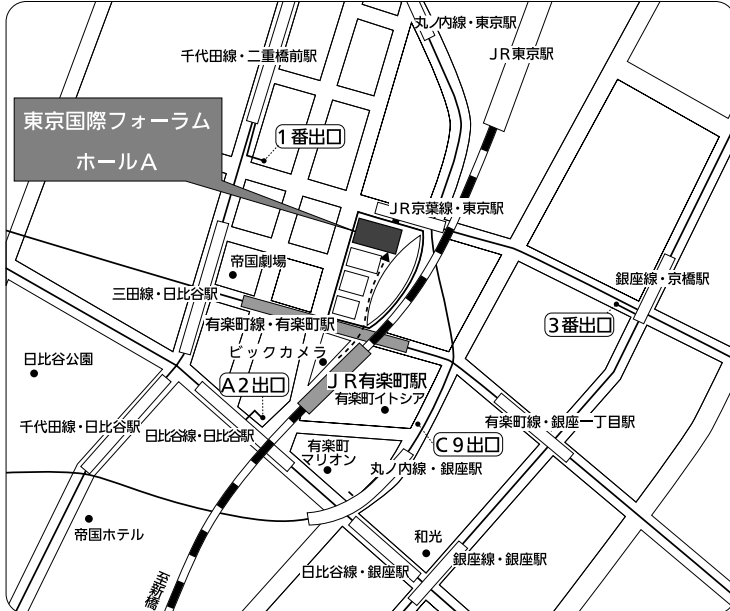 丸ノ内線・東京駅
千代田線・二重橋前駅
JR東京駅
東京国際フォーラム
ホールA
1番出口
JR京葉線・東京駅
帝国劇場
銀座線・京橋駅
三田線・日比谷駅
有楽町線・有楽町駅
3番出口
ビックカメラ
日比谷公園
JR有楽町駅
A2出口
有楽町イトシア
千代田線・日比谷駅
日比谷線・日比谷駅
有楽町線・銀座一丁目駅
有楽町
マリオン
C9出口
丸ノ内線・銀座駅
帝国ホテル
和光
日比谷線・銀座駅
銀座線・銀座駅
至新橋